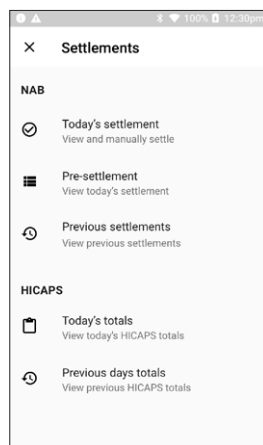 100% 12:30pm
Settlements
NAB
Today's settlement
View and manually settle
Pre-settlement
View today's settlement
Previous settlements
View previous settlements
HICAPS
Today's totals
View today's HICAPS totals
Previous days totals
View previous HICAPS totals